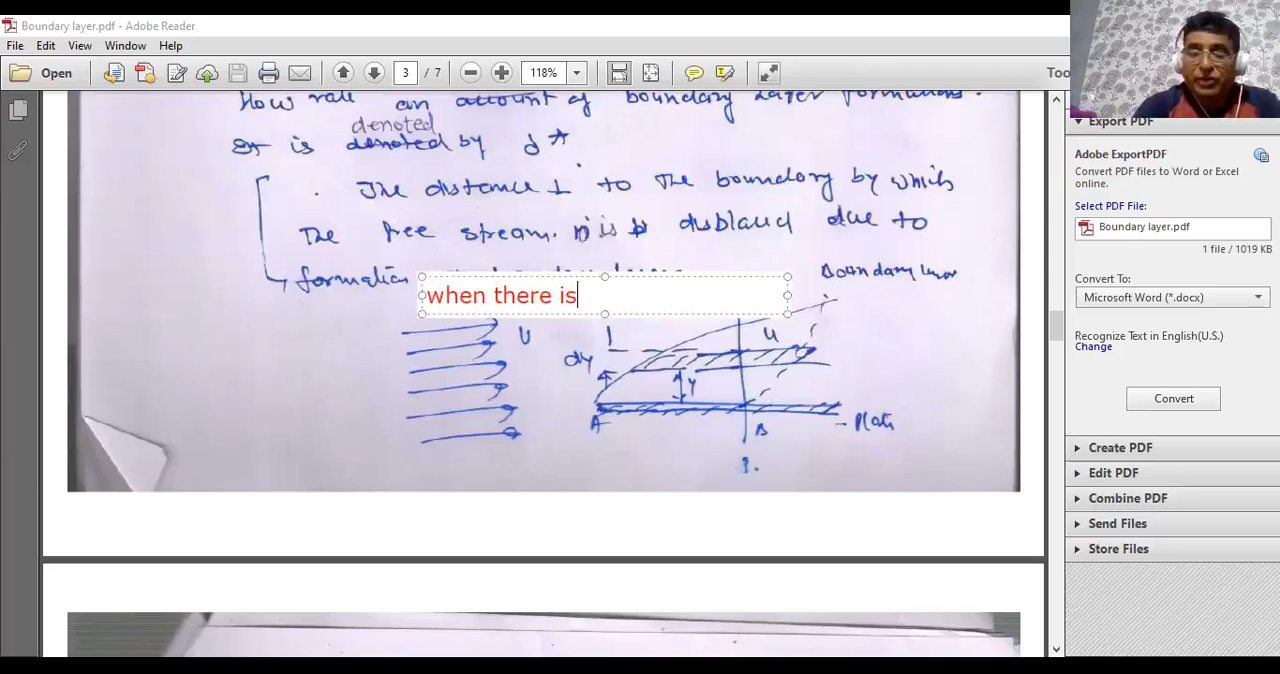 Boundary layer.pdf - Adobe Reader
File Edit View Window Help
Open 3 / 7 118% Too
flow rate on account of boundary layer formation.
denoted
It is denoted by δ*
. The distance ⊥ to the boundary by which
The free stream is displaced due to
formation
Boundary layer
when there is
U
u
dy
y
A
B
- Plate
1.
Export PDF
Adobe ExportPDF
Convert PDF files to Word or Excel
online.
Select PDF File:
Boundary layer.pdf
1 file / 1019 KB
Convert To:
Microsoft Word (*.docx)
Recognize Text in English(U.S.)
Change
Convert
Create PDF
Edit PDF
Combine PDF
Send Files
Store Files